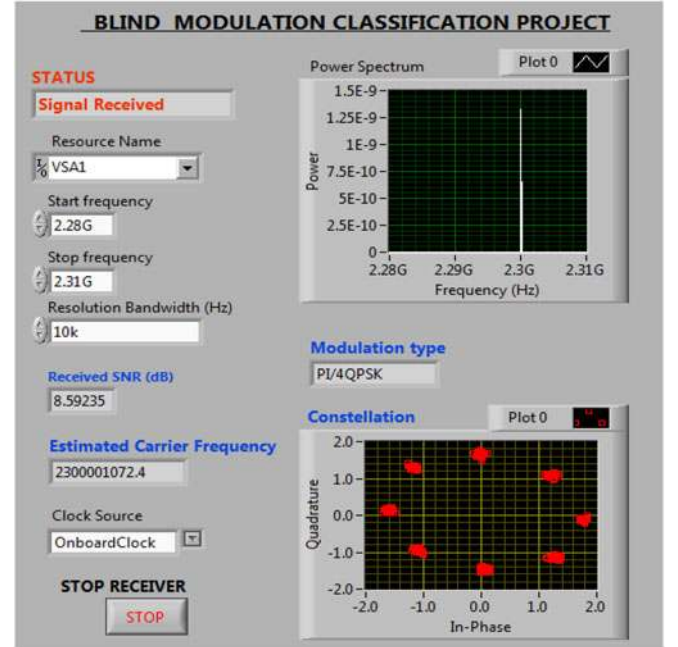 BLIND MODULATION CLASSIFICATION PROJECT
STATUS
Signal Received
Resource Name
VSA1
Start frequency
2.28G
Stop frequency
2.31G
Resolution Bandwidth (Hz)
10k
Received SNR (dB)
8.59235
Estimated Carrier Frequency
2300001072.4
Clock Source
OnboardClock
STOP RECEIVER
STOP
Power Spectrum
Plot 0
1.5E-9
1.25E-9
1E-9
7.5E-10
5E-10
2.5E-10
0
Power
2.28G 2.29G 2.3G 2.31G
Frequency (Hz)
Modulation type
PI/4QPSK
Constellation
Plot 0
2.0
1.0
0.0
-1.0
-2.0
Quadrature
-2.0 -1.0 0.0 1.0 2.0
In-Phase